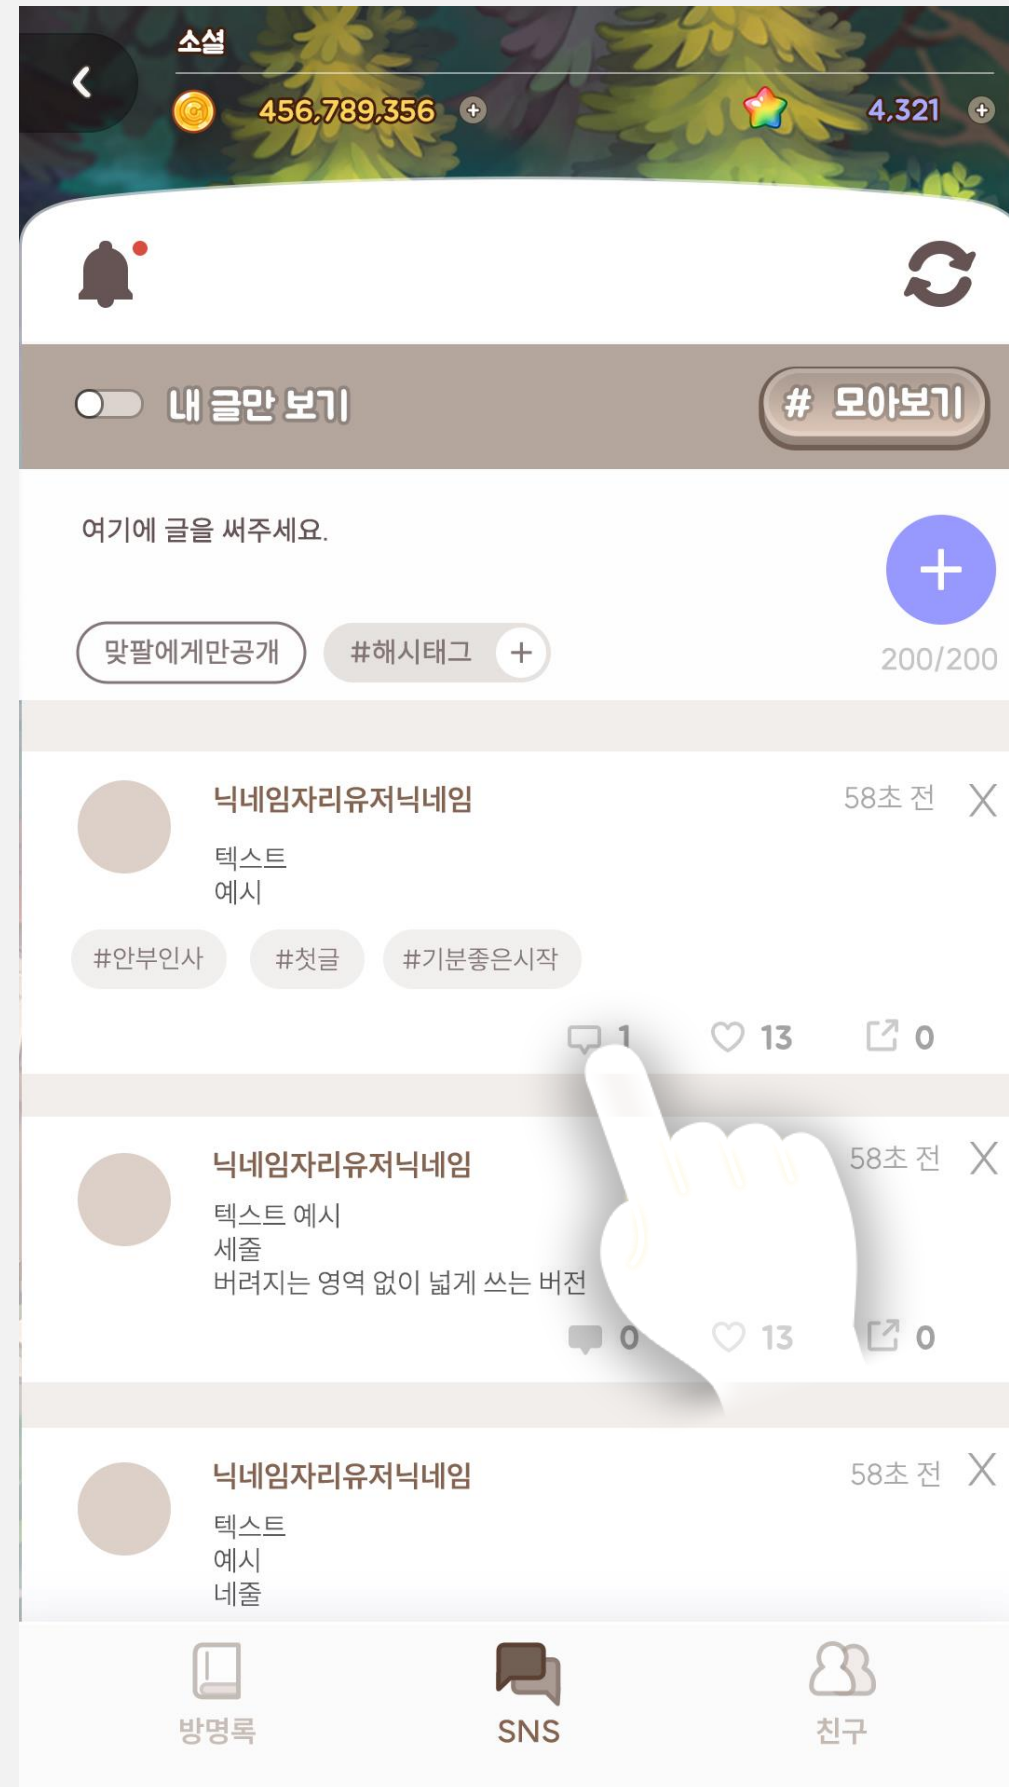 소셜
456,789,356
4,321
내 글만 보기
# 모아보기
여기에 글을 써주세요.
맞팔에게만공개
#해시태그 +
200/200
닉네임자리유저닉네임
58초 전 X
텍스트
예시
#안부인사 #첫글 #기분좋은시작
1 13 0
닉네임자리유저닉네임
58초 전 X
텍스트 예시
세줄
버려지는 영역 없이 넓게 쓰는 버전
0 13 0
닉네임자리유저닉네임
58초 전 X
텍스트
예시
네줄
방명록 SNS 친구